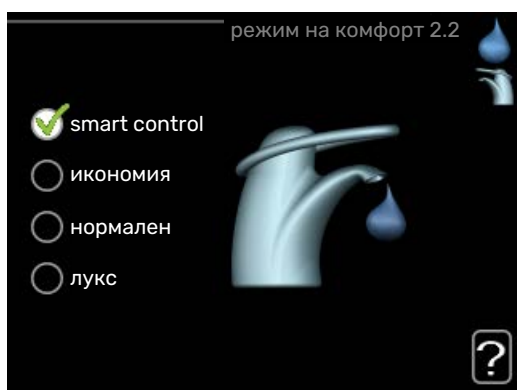 режим на комфорт 2.2
smart control
икономия
нормален
лукс
?